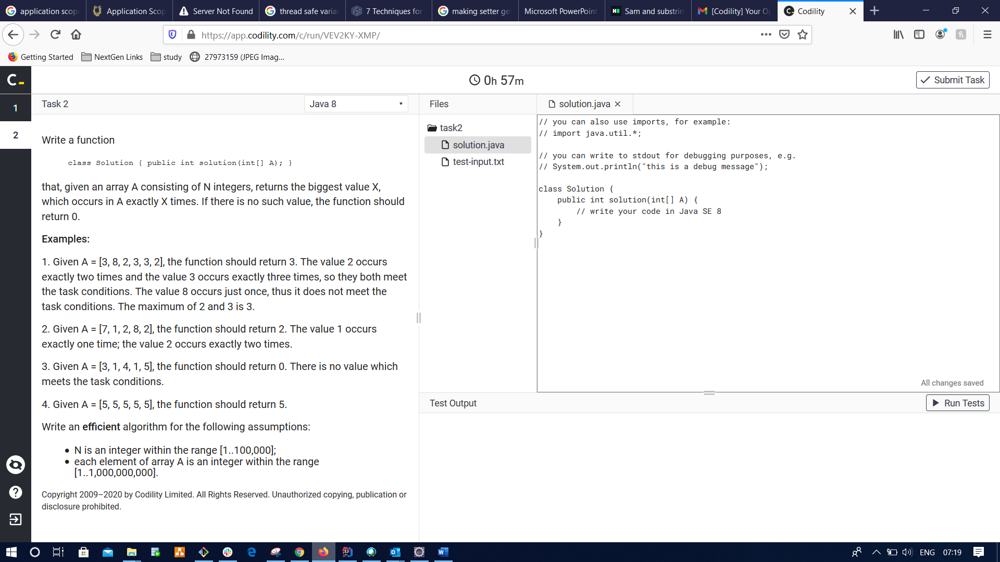 application scop
Application Scop
Server Not Found
thread safe varia
7 Techniques for
making setter ge
Microsoft PowerPoint
Sam and substrin
[Codility] Your Op
Codility
https://app.codility.com/c/run/VEV2KY-XMP/
Getting Started
NextGen Links
study
27973159 (JPEG Imag...
0h 57m
Submit Task
1
2
Task 2
Java 8
Files
solution.java
task2
solution.java
test-input.txt
Write a function
class Solution { public int solution(int[] A); }
that, given an array A consisting of N integers, returns the biggest value X,
which occurs in A exactly X times. If there is no such value, the function should
return 0.
Examples:
1. Given A = [3, 8, 2, 3, 3, 2], the function should return 3. The value 2 occurs
exactly two times and the value 3 occurs exactly three times, so they both meet
the task conditions. The value 8 occurs just once, thus it does not meet the
task conditions. The maximum of 2 and 3 is 3.
2. Given A = [7, 1, 2, 8, 2], the function should return 2. The value 1 occurs
exactly one time; the value 2 occurs exactly two times.
3. Given A = [3, 1, 4, 1, 5], the function should return 0. There is no value which
meets the task conditions.
4. Given A = [5, 5, 5, 5, 5], the function should return 5.
Write an efficient algorithm for the following assumptions:
• N is an integer within the range [1..100,000];
• each element of array A is an integer within the range
[1..1,000,000,000].
Copyright 2009–2020 by Codility Limited. All Rights Reserved. Unauthorized copying, publication or
disclosure prohibited.
// you can also use imports, for example:
// import java.util.*;
// you can write to stdout for debugging purposes, e.g.
// System.out.println("this is a debug message");
class Solution {
public int solution(int[] A) {
// write your code in Java SE 8
}
}
All changes saved
Test Output
Run Tests
ENG
07:19